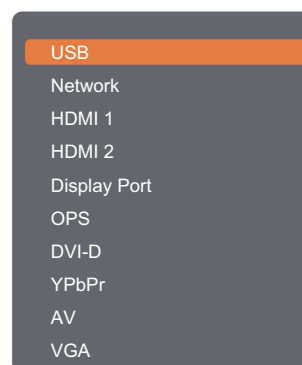 USB
Network
HDMI 1
HDMI 2
Display Port
OPS
DVI-D
YPbPr
AV
VGA